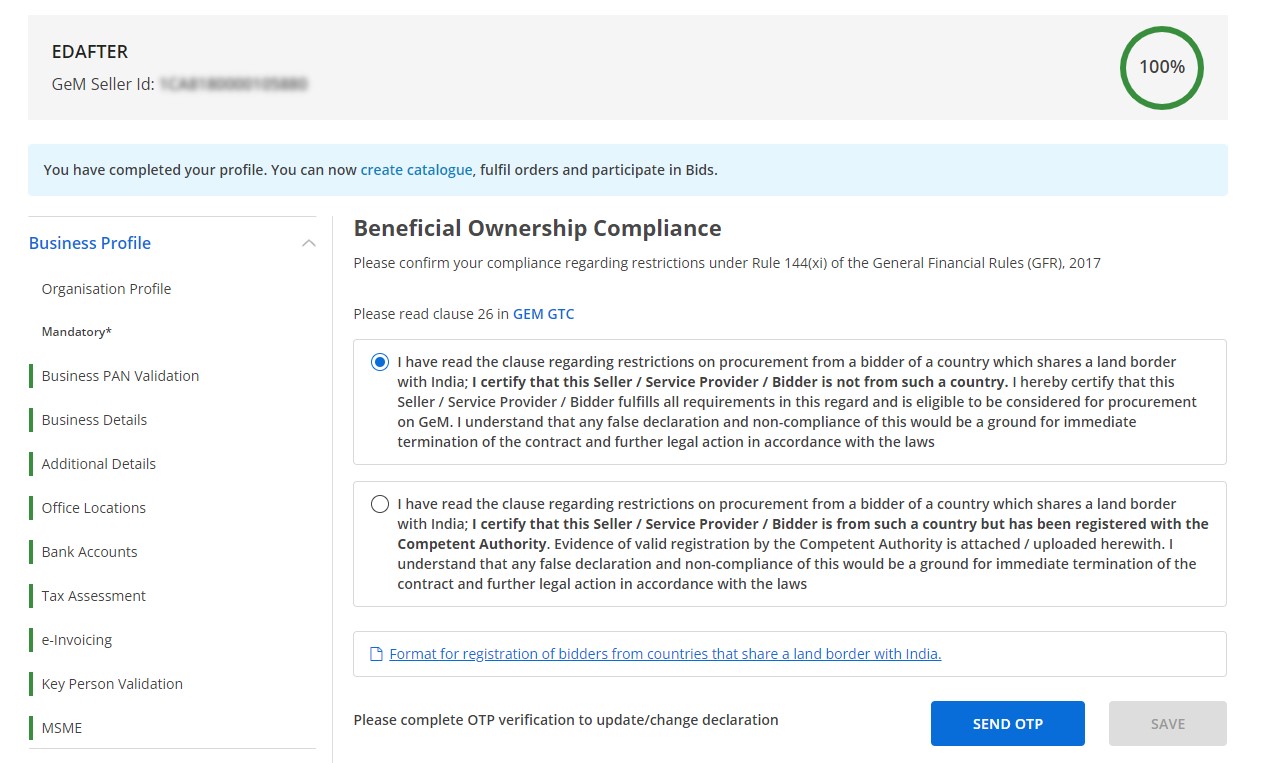 EDAFTER
GeM Seller Id:
100%
You have completed your profile. You can now create catalogue, fulfil orders and participate in Bids.
Business Profile
Organisation Profile
Mandatory*
Business PAN Validation
Business Details
Additional Details
Office Locations
Bank Accounts
Tax Assessment
e-Invoicing
Key Person Validation
MSME
Beneficial Ownership Compliance
Please confirm your compliance regarding restrictions under Rule 144(xi) of the General Financial Rules (GFR), 2017
Please read clause 26 in GEM GTC
I have read the clause regarding restrictions on procurement from a bidder of a country which shares a land border
with India; I certify that this Seller / Service Provider / Bidder is not from such a country. I hereby certify that this
Seller / Service Provider / Bidder fulfills all requirements in this regard and is eligible to be considered for procurement
on GeM. I understand that any false declaration and non-compliance of this would be a ground for immediate
termination of the contract and further legal action in accordance with the laws
I have read the clause regarding restrictions on procurement from a bidder of a country which shares a land border
with India; I certify that this Seller / Service Provider / Bidder is from such a country but has been registered with the
Competent Authority. Evidence of valid registration by the Competent Authority is attached / uploaded herewith. I
understand that any false declaration and non-compliance of this would be a ground for immediate termination of the
contract and further legal action in accordance with the laws
Format for registration of bidders from countries that share a land border with India.
Please complete OTP verification to update/change declaration
SEND OTP
SAVE